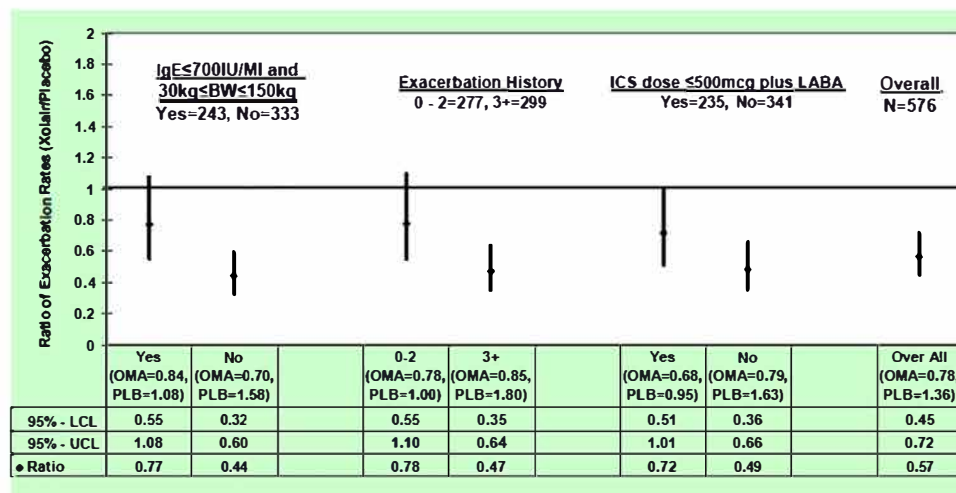 Ratio of Exacerbation Rates (Xolair/Placebo)
2
1.8
1.6
1.4
1.2
1
0.8
0.6
0.4
0.2
0
IgE≤700IU/Ml and
30kg≤BW≤150kg
Yes=243, No=333
Exacerbation History
0 - 2=277, 3+=299
ICS dose ≤500mcg plus LABA
Yes=235, No=341
Overall
N=576
Yes (OMA=0.84, PLB=1.08) No (OMA=0.70, PLB=1.58) 0-2 (OMA=0.78, PLB=1.00) 3+ (OMA=0.85, PLB=1.80) Yes (OMA=0.68, PLB=0.95) No (OMA=0.79, PLB=1.63) Over All (OMA=0.78 PLB=1.36)
95% - LCL 0.55 0.32 0.55 0.35 0.51 0.36 0.45
95% - UCL 1.08 0.60 1.10 0.64 1.01 0.66 0.72
Ratio 0.77 0.44 0.78 0.47 0.72 0.49 0.57